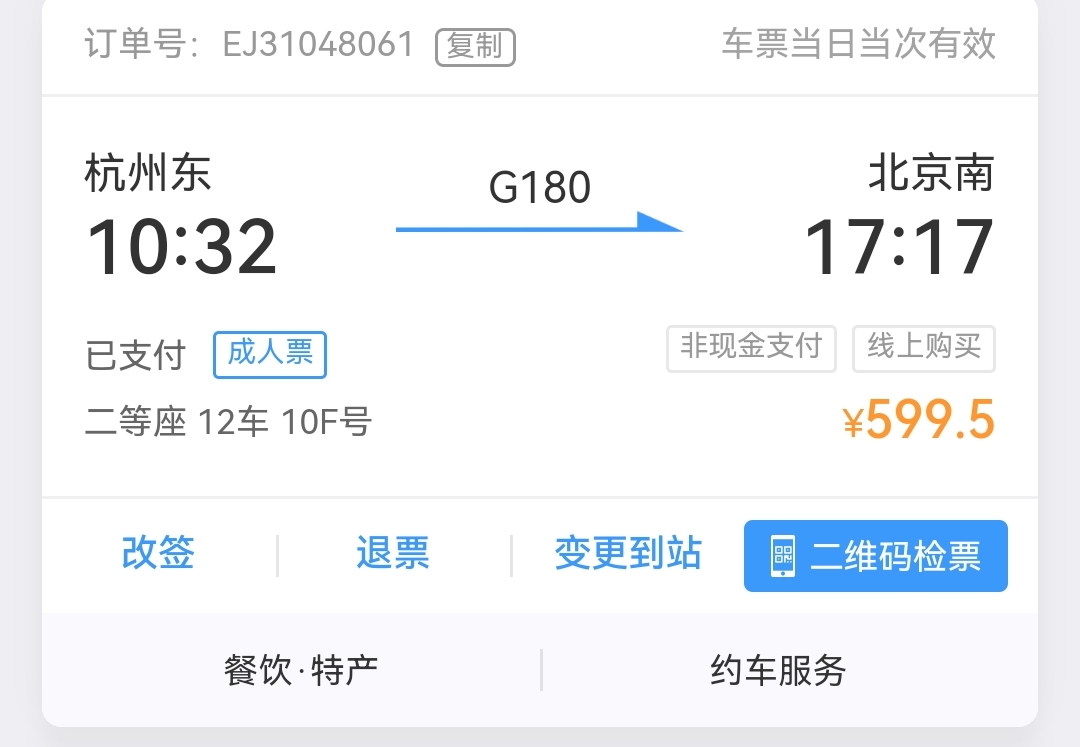 订单号：EJ31048061 复制 车票当日当次有效
杭州东 G180 北京南
10:32 17:17
已支付 成人票 非现金支付 线上购买
二等座 12车 10F号 ¥599.5
改签 退票 变更到站 二维码检票
餐饮·特产 约车服务